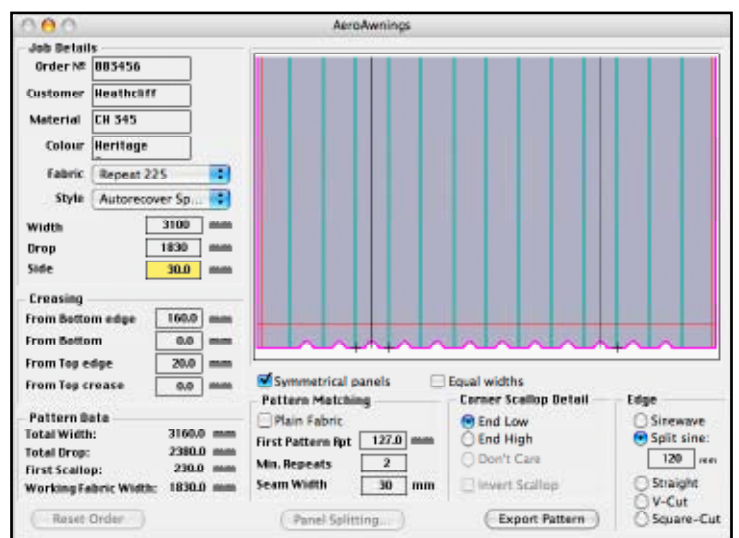 AeroAwnings
Job Details
Order № 003456
Customer Heathcliff
Material CH 345
Colour Heritage
Fabric Repeat 225
Style Autorecover Sp...
Width 3100 mm
Drop 1830 mm
Side 30.0 mm
Creasing
From Bottom edge 160.0 mm
From Bottom 0.0 mm
From Top edge 20.0 mm
From Top crease 0.0 mm
Pattern Data
Total Width: 3160.0 mm
Total Drop: 2380.0 mm
First Scallop: 230.0 mm
Working Fabric Width: 1830.0 mm
Reset Order
Symmetrical panels
Equal widths
Pattern Matching
Plain Fabric
First Pattern Rpt 127.0 mm
Min. Repeats 2
Seam Width 30 mm
Panel Splitting...
Corner Scallop Detail
End Low
End High
Don't Care
Invert Scallop
Export Pattern
Edge
Sinewave
Split sine:
120 mm
Straight
V-Cut
Square-Cut